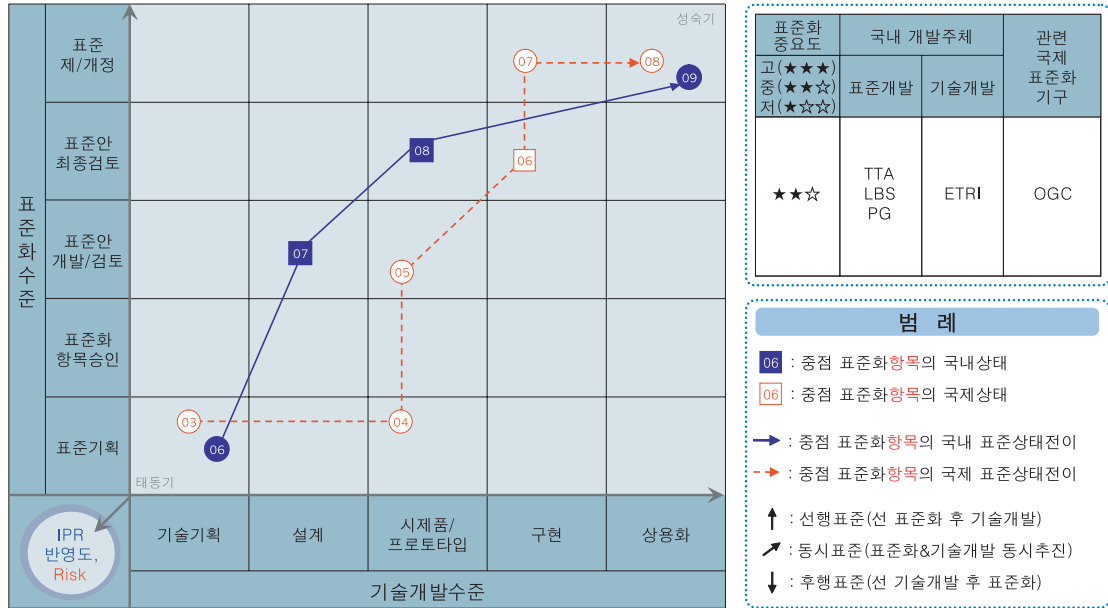 표준화수준
표준
제/개정
표준안
최종검토
표준안
개발/검토
표준화
항목승인
표준기획
성숙기
07
08
09
08
06
07
05
03
04
06
태동기
IPR
반영도,
Risk
기술기획
설계
시제품/
프로토타입
구현
상용화
기술개발수준
표준화
중요도
고(★★★)
중(★★☆)
저(★☆☆)
국내 개발주체
표준개발
기술개발
관련
국제
표준화
기구
★★☆
TTA
LBS
PG
ETRI
OGC
범 례
06 : 중점 표준화항목의 국내상태
06 : 중점 표준화항목의 국제상태
: 중점 표준화항목의 국내 표준상태전이
: 중점 표준화항목의 국제 표준상태전이
: 선행표준(선 표준화 후 기술개발)
: 동시표준(표준화&기술개발 동시추진)
: 후행표준(선 기술개발 후 표준화)